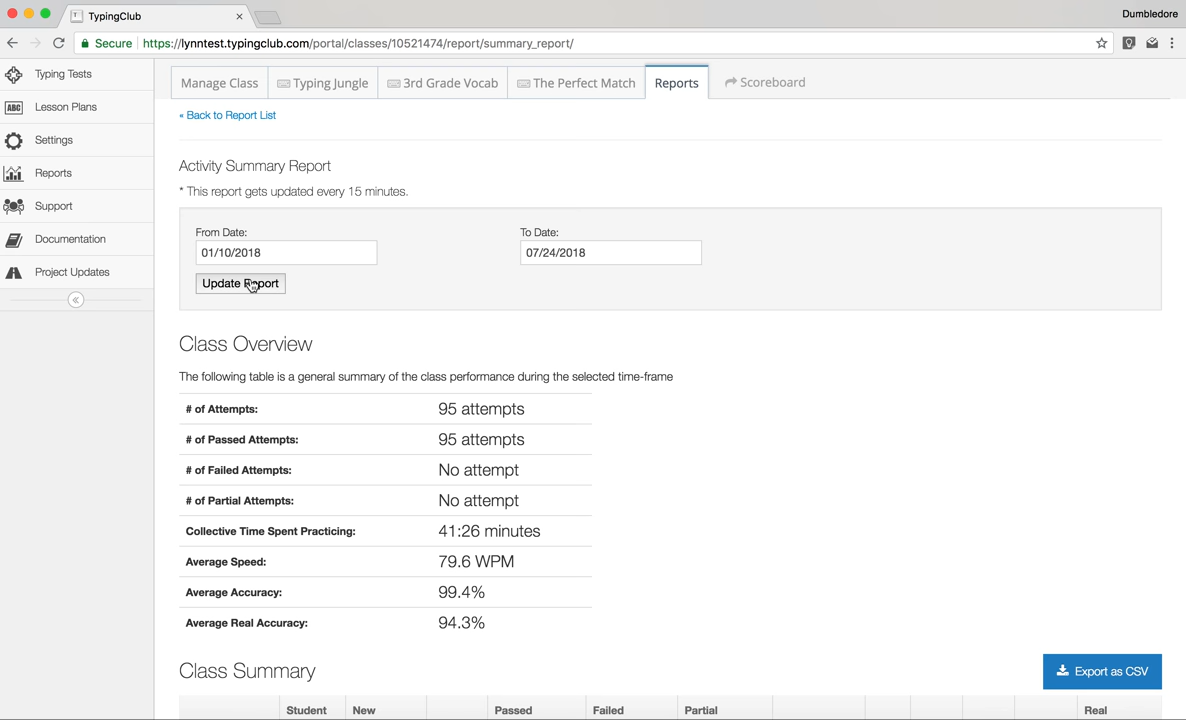 TypingClub
Dumbledore
Secure https://lynntest.typingclub.com/portal/classes/10521474/report/summary_report/
Typing Tests
Lesson Plans
Settings
Reports
Support
Documentation
Project Updates
Manage Class
Typing Jungle
3rd Grade Vocab
The Perfect Match
Reports
Scoreboard
« Back to Report List
Activity Summary Report
* This report gets updated every 15 minutes.
From Date:
To Date:
01/10/2018
07/24/2018
Update Report
Class Overview
The following table is a general summary of the class performance during the selected time-frame
# of Attempts: 95 attempts
# of Passed Attempts: 95 attempts
# of Failed Attempts: No attempt
# of Partial Attempts: No attempt
Collective Time Spent Practicing: 41:26 minutes
Average Speed: 79.6 WPM
Average Accuracy: 99.4%
Average Real Accuracy: 94.3%
Class Summary
Export as CSV
Student New Passed Failed Partial Real
ABC